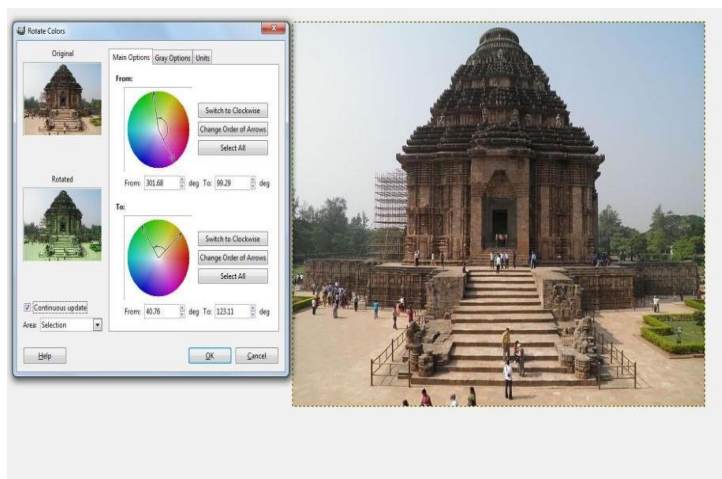 Rotate Colors
Original
Rotated
Continuous update
Area: Selection
Main Options Gray Options Units
From:
Switch to Clockwise
Change Order of Arrows
Select All
From: 301.68 deg To: 99.29 deg
To:
Switch to Clockwise
Change Order of Arrows
Select All
From: 40.76 deg To: 123.11 deg
Help OK Cancel